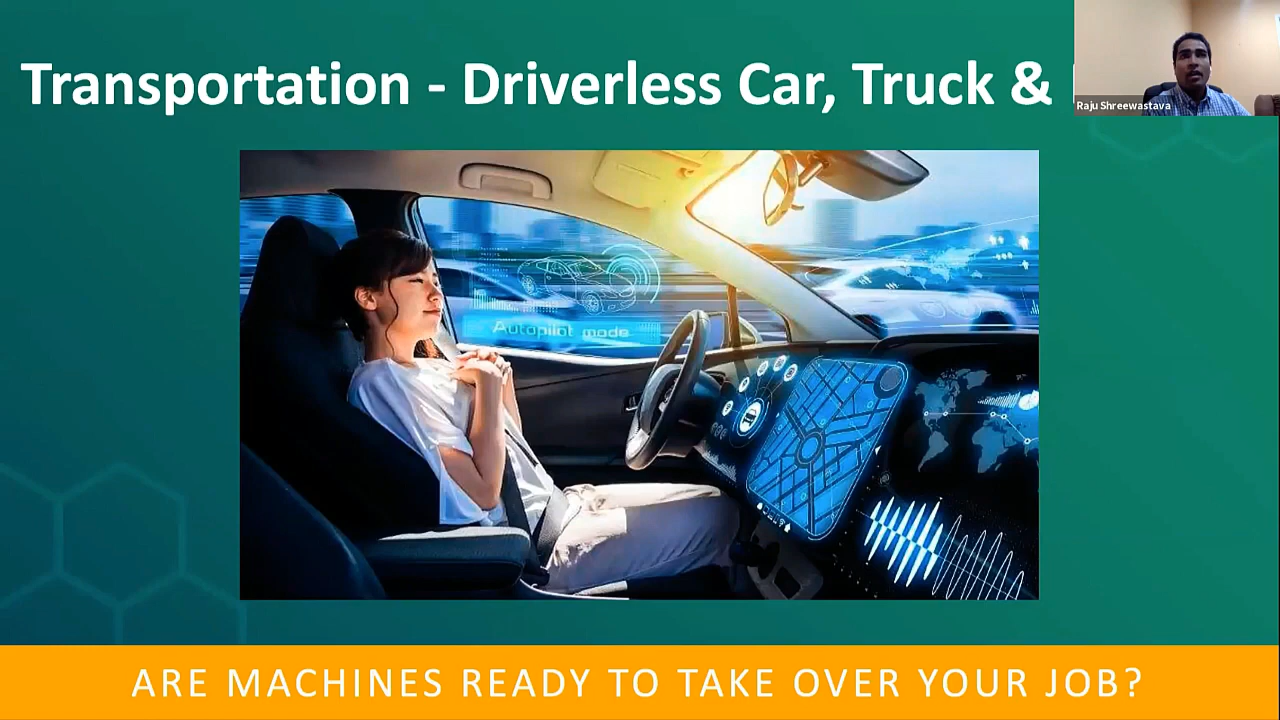 Transportation - Driverless Car, Truck &
Raju Shreewastava
Autopilot mode
ARE MACHINES READY TO TAKE OVER YOUR JOB?